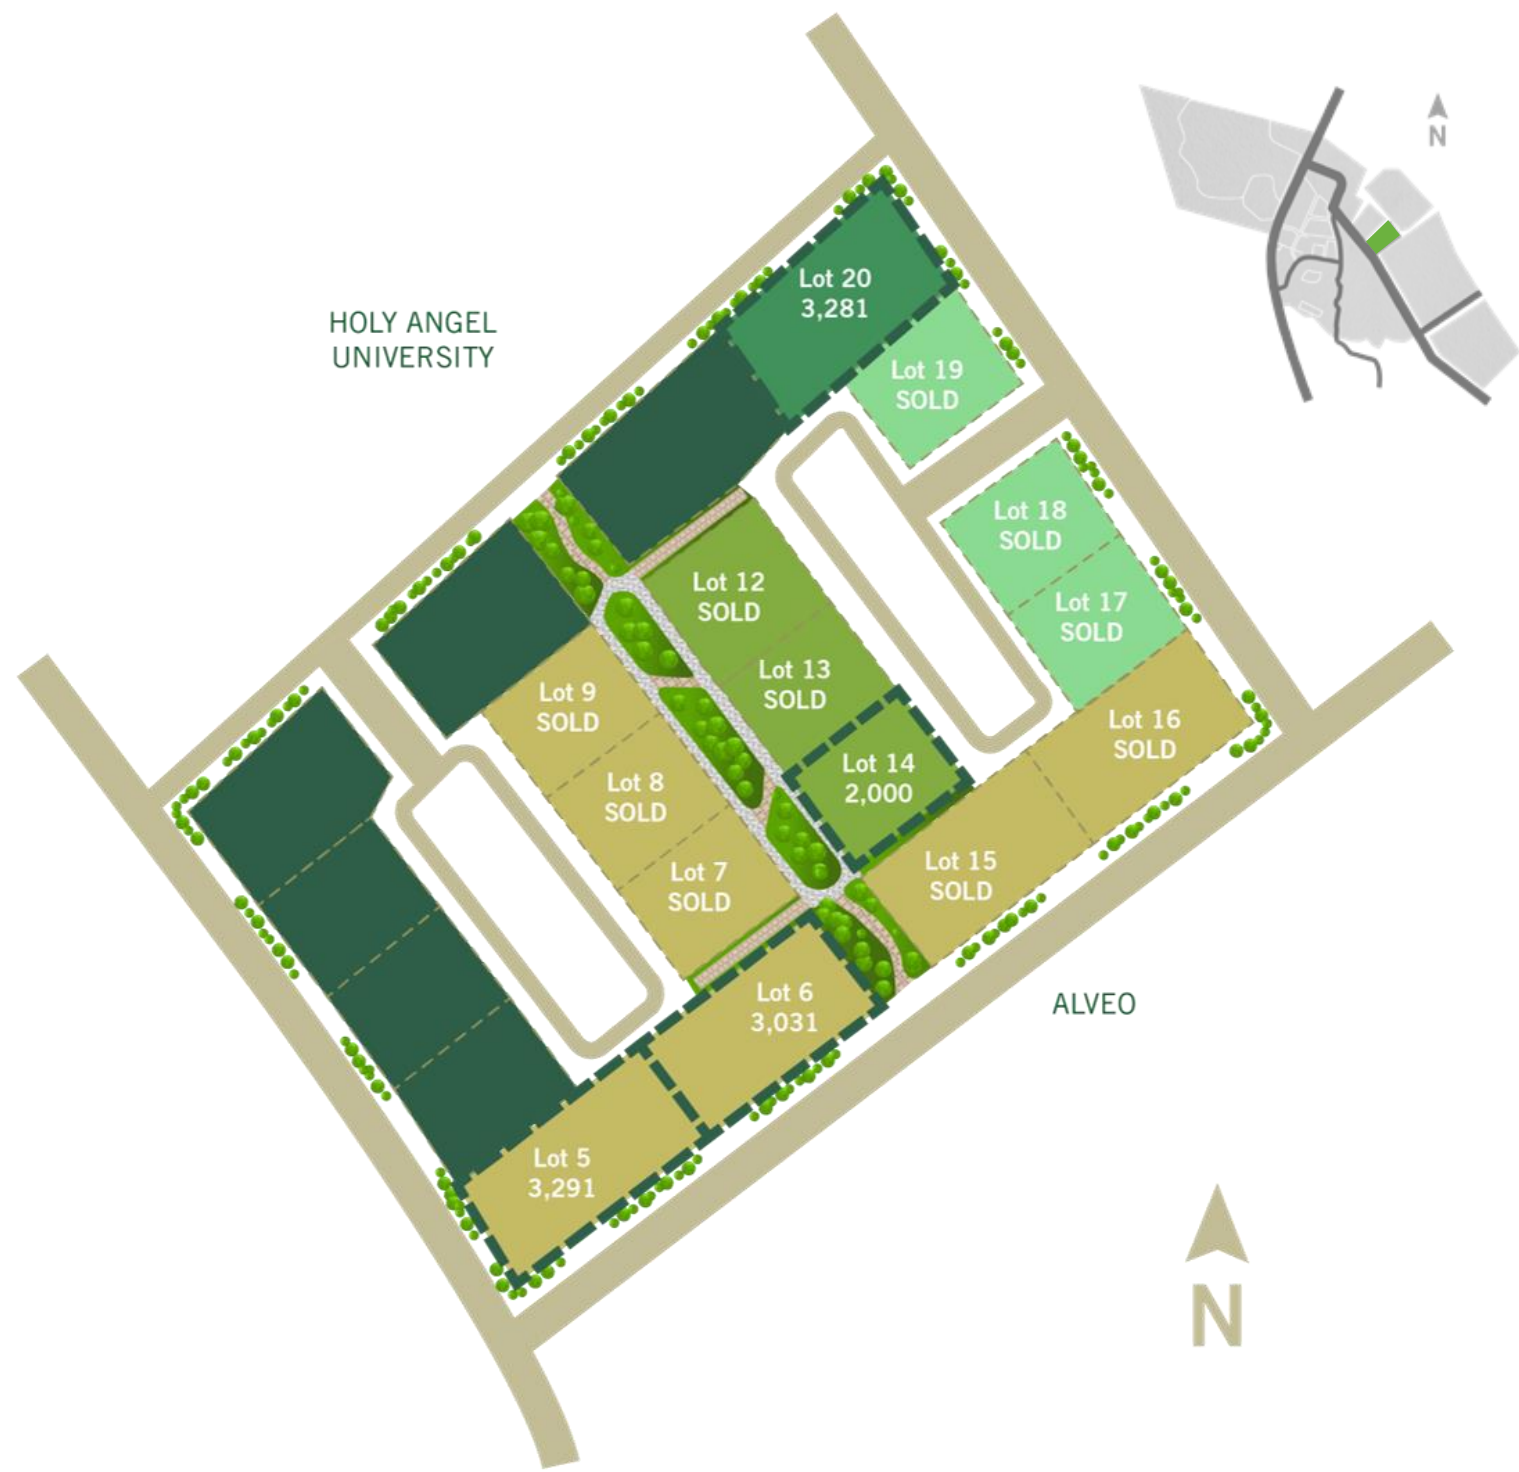 N
HOLY ANGEL
UNIVERSITY
Lot 20
3,281
Lot 19
SOLD
Lot 18
SOLD
Lot 17
SOLD
Lot 12
SOLD
Lot 13
SOLD
Lot 9
SOLD
Lot 16
SOLD
Lot 14
2,000
Lot 8
SOLD
Lot 15
SOLD
Lot 7
SOLD
Lot 6
3,031
ALVEO
Lot 5
3,291
N